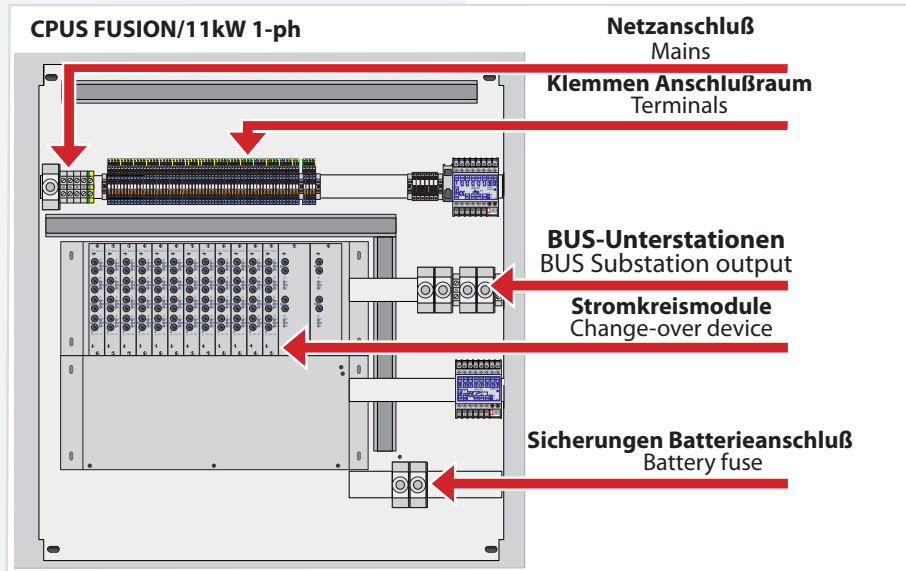 CPUS FUSION/11kW 1-ph
Netzanschluß
Mains
Klemmen Anschlußraum
Terminals
BUS-Unterstationen
BUS Substation output
Stromkreismodule
Change-over device
Sicherungen Batterieanschluß
Battery fuse